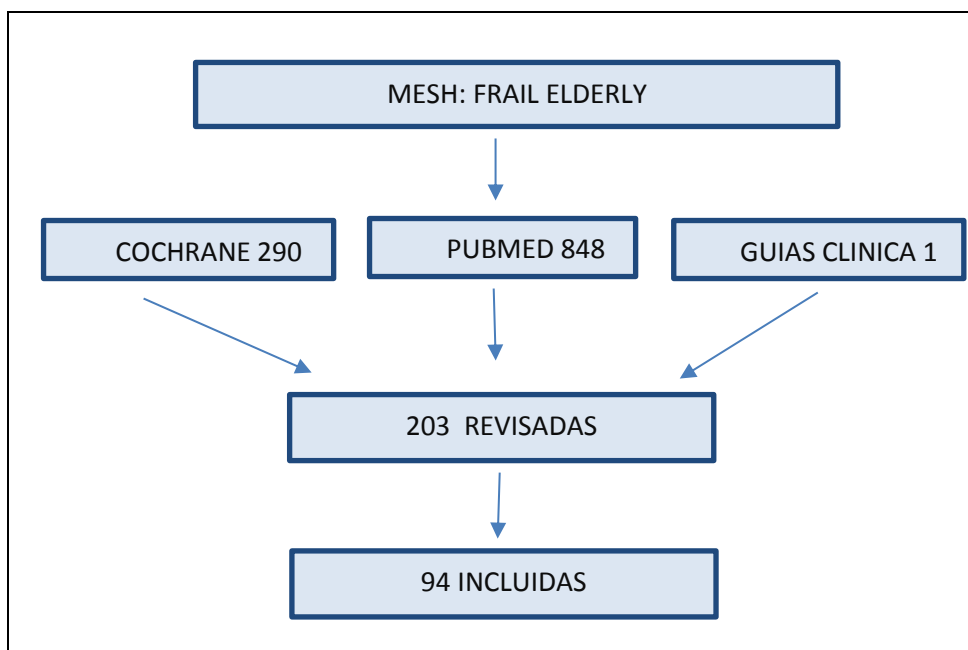 MESH: FRAIL ELDERLY
COCHRANE 290
PUBMED 848
GUIAS CLINICA 1
203 REVISADAS
94 INCLUIDAS